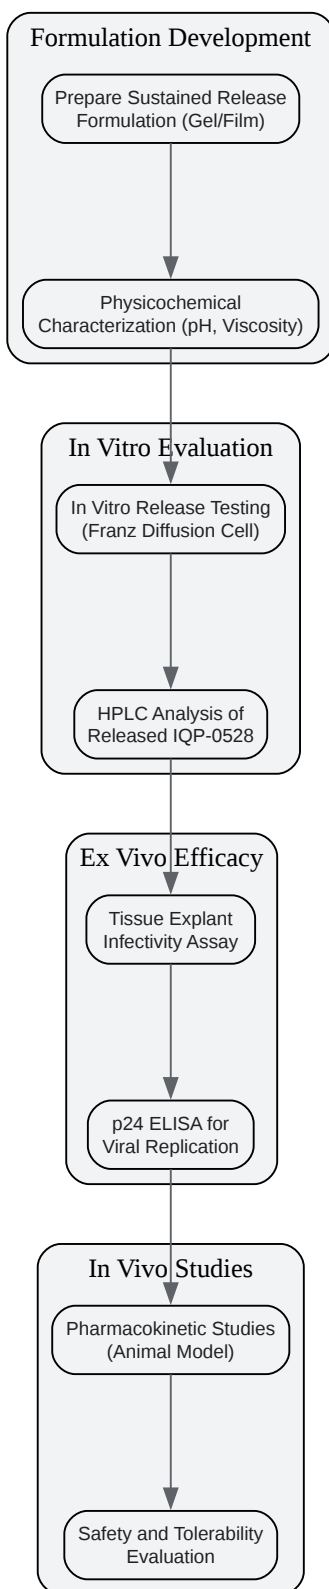 Formulation Development
Prepare Sustained Release
Formulation (Gel/Film)
Physicochemical
Characterization (pH, Viscosity)
In Vitro Evaluation
In Vitro Release Testing
(Franz Diffusion Cell)
HPLC Analysis of
Released IQP-0528
Ex Vivo Efficacy
Tissue Explant
Infectivity Assay
p24 ELISA for
Viral Replication
In Vivo Studies
Pharmacokinetic Studies
(Animal Model)
Safety and Tolerability
Evaluation